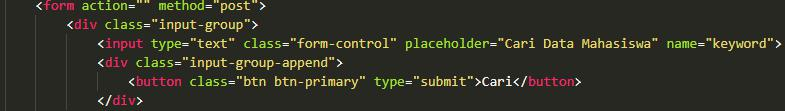 <form action="" method="post">
<div class="input-group">
<input type="text" class="form-control" placeholder="Cari Data Mahasiswa" name="keyword">
<div class="input-group-append">
<button class="btn btn-primary" type="submit">Cari</button>
</div>